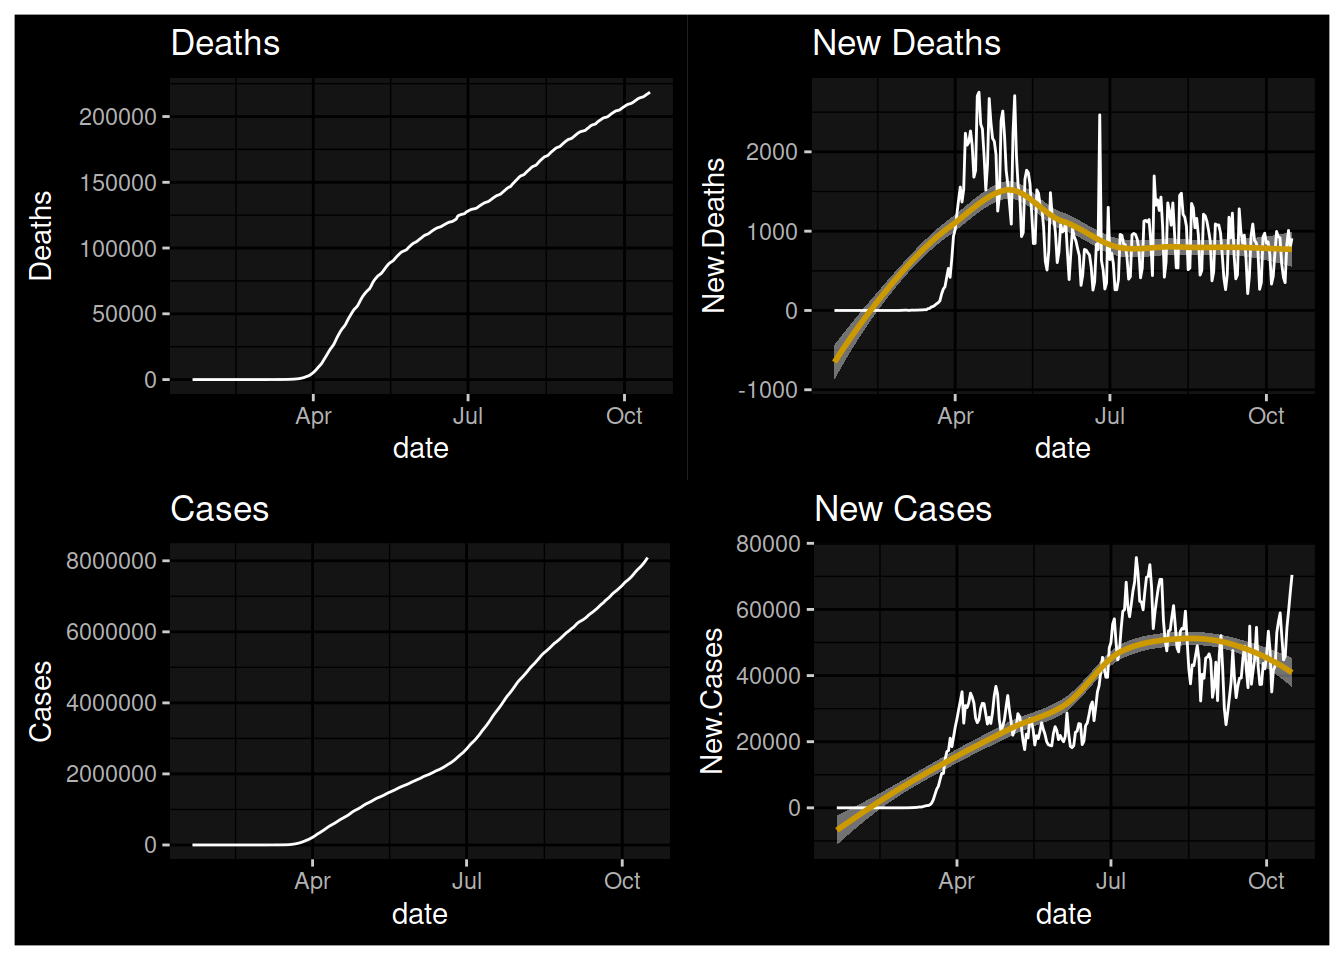 Deaths
200000
150000
100000
50000
0
Deaths
Apr Jul Oct
date
New Deaths
2000
1000
0
-1000
New.Deaths
Apr Jul Oct
date
Cases
8000000
6000000
4000000
2000000
0
Cases
Apr Jul Oct
date
New Cases
80000
60000
40000
20000
0
New.Cases
Apr Jul Oct
date